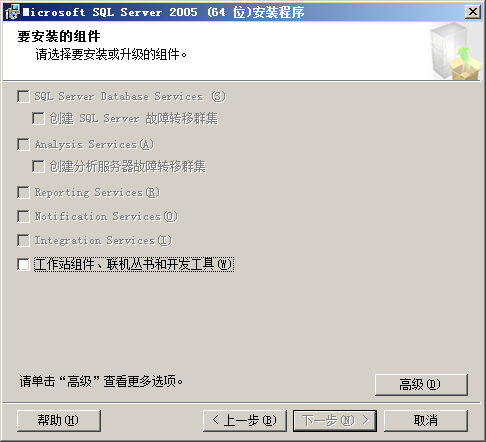 Microsoft SQL Server 2005 (64 位)安装程序
要安装的组件
请选择要安装或升级的组件。
SQL Server Database Services (S)
创建 SQL Server 故障转移群集
Analysis Services(A)
创建分析服务器故障转移群集
Reporting Services(R)
Notification Services(O)
Integration Services(I)
工作站组件、联机丛书和开发工具(W)
请单击“高级”查看更多选项。
高级(D)
帮助(H)
< 上一步(B)
下一步(N) >
取消